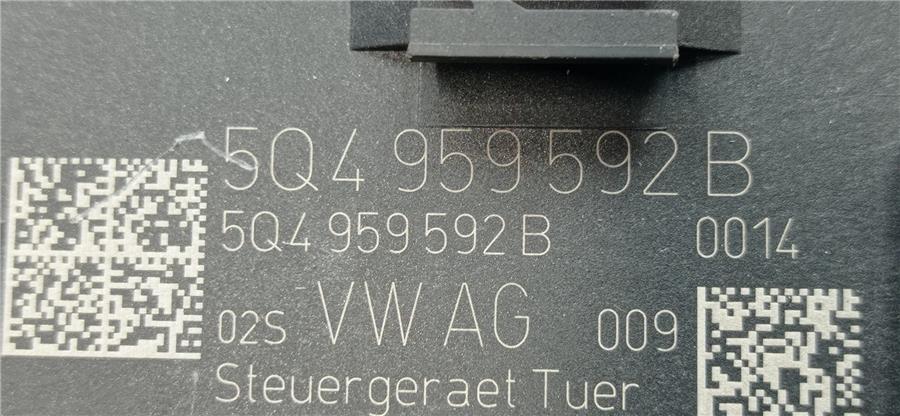 5Q4 959 592 B
5Q4 959 592 B 0014
02S VW AG 009
Steuergeraet Tuer